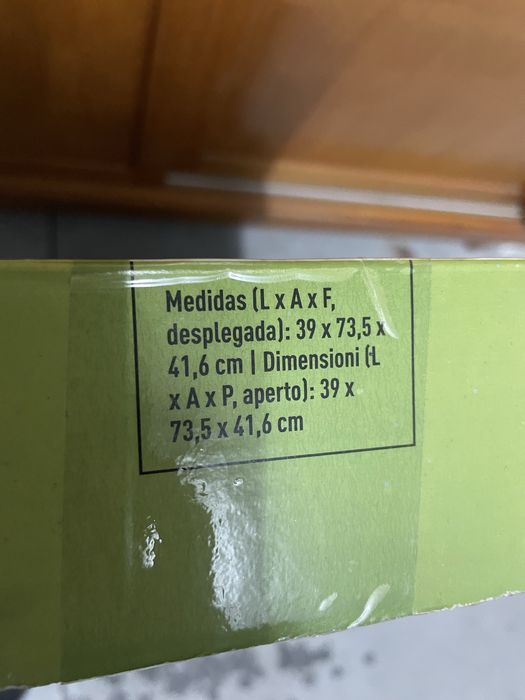 Medidas (L x A x F,
desplegada): 39 x 73,5 x
41,6 cm | Dimensioni (L
x A x P, aperto): 39 x
73,5 x 41,6 cm